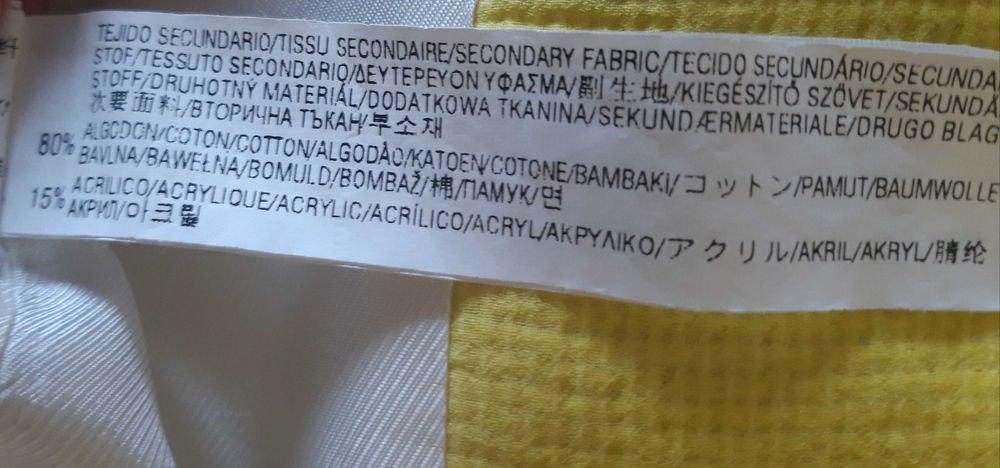 TEJIDO SECUNDARIO/TISSU SECONDAIRE/SECONDARY FABRIC/TECIDO SECUNDÁRIO/SECUNDA
STOF/TESSUTO SECONDARIO/ΔΕΥΤΕΡΕΥΟΝ ΥΦΑΣΜΑ/副生地/KIEGÉSZÍTŐ SZÖVET/SEKUNDÄ
STOFF/DRUHOTNÝ MATERIÁL/DODATKOWA TKANINA/SEKUNDÆRMATERIALE/DRUGO BLAG
次要面料/ВТОРИЧНА ТЪКАН/부소재
80% ALGODON/COTON/COTTON/ALGODÃO/KATOEN/COTONE/BAMBAKI/コットン/PAMUT/BAUMWOLLE
BAVLNA/BAWEŁNA/BOMULD/BOMBAŽ/棉/ПАМУК/면
15% ACRILICO/ACRYLIQUE/ACRYLIC/ACRÍLICO/ACRYL/ΑΚΡΥΛΙΚΟ/アクリル/AKRIL/AKRYL/腈纶
АКРИЛ/아크릴